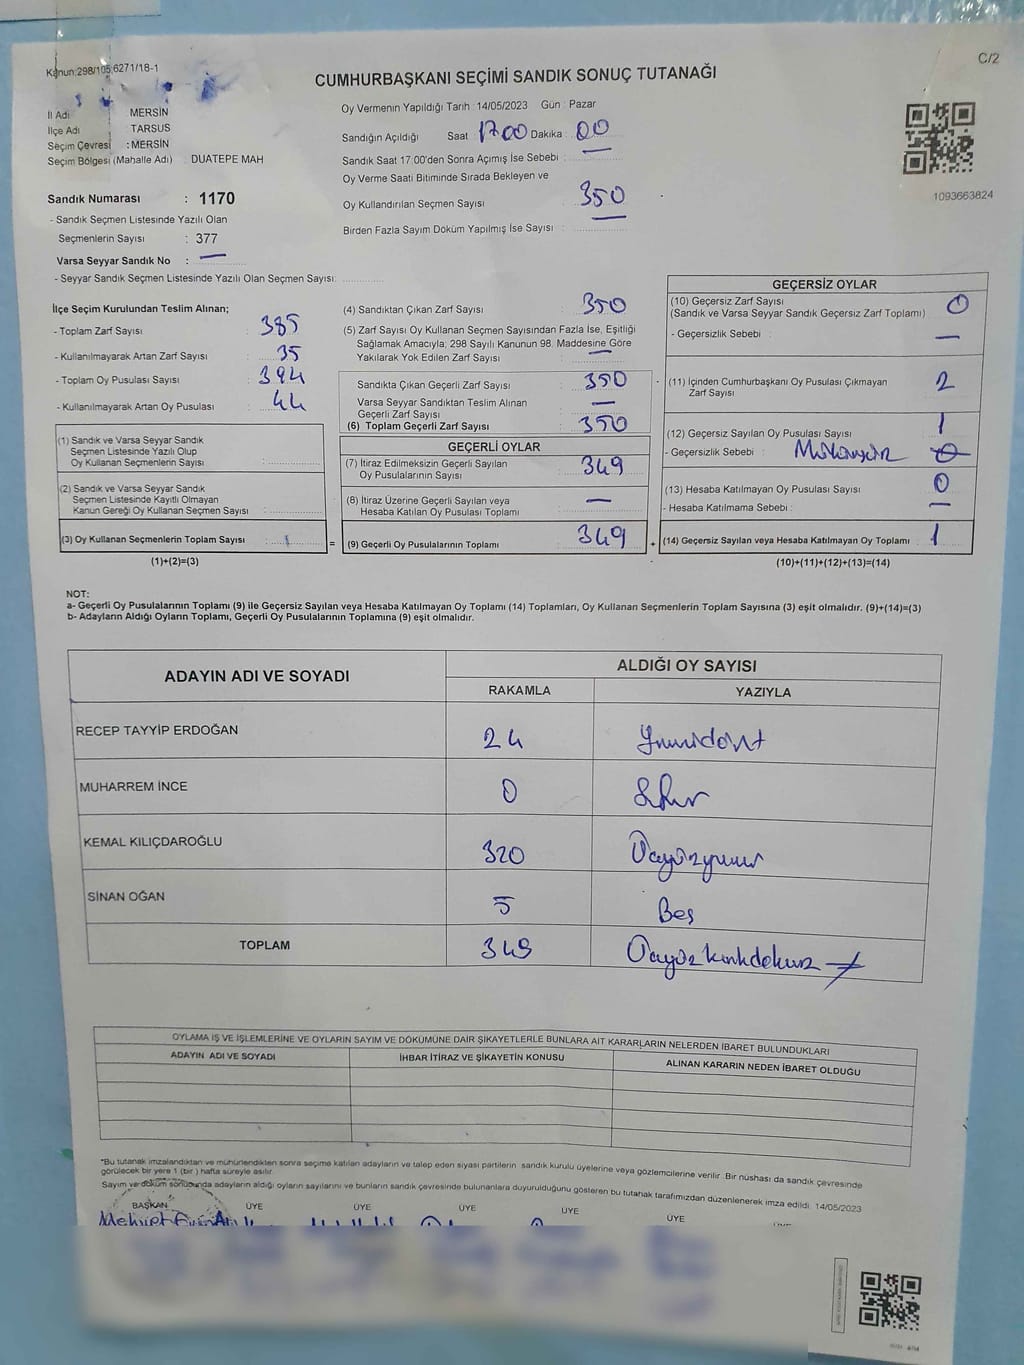 Kanun:298/105,6271/18-1
C/2
CUMHURBAŞKANI SEÇİMİ SANDIK SONUÇ TUTANAĞI
İl Adı : MERSİN
İlçe Adı : TARSUS
Seçim Çevresi : MERSİN
Seçim Bölgesi (Mahalle Adı) : DUATEPE MAH
Oy Vermenin Yapıldığı Tarih : 14/05/2023 Gün : Pazar
Sandığın Açıldığı Saat : 17.00 Dakika : 00
Sandık Saat 17:00'den Sonra Açımış İse Sebebi :
Oy Verme Saati Bitiminde Sırada Bekleyen ve
Oy Kullandırılan Seçmen Sayısı : 350
Birden Fazla Sayım Döküm Yapılmış İse Sayısı :
1093663824
Sandık Numarası : 1170
- Sandık Seçmen Listesinde Yazılı Olan
Seçmenlerin Sayısı : 377
Varsa Seyyar Sandık No : —
- Seyyar Sandık Seçmen Listesinde Yazılı Olan Seçmen Sayısı:
İlçe Seçim Kurulundan Teslim Alınan;
- Toplam Zarf Sayısı : 385
- Kullanılmayarak Artan Zarf Sayısı : 35
- Toplam Oy Pusulası Sayısı : 394
- Kullanılmayarak Artan Oy Pusulası : 44
(1) Sandık ve Varsa Seyyar Sandık
Seçmen Listesinde Yazılı Olup
Oy Kullanan Seçmenlerin Sayısı :
(2) Sandık ve Varsa Seyyar Sandık
Seçmen Listesinde Kayıtlı Olmayan
Kanun Gereği Oy Kullanan Seçmen Sayısı :
(3) Oy Kullanan Seçmenlerin Toplam Sayısı :
(1)+(2)=(3)
(4) Sandıktan Çıkan Zarf Sayısı : 350
(5) Zarf Sayısı Oy Kullanan Seçmen Sayısından Fazla İse, Eşitliği
Sağlamak Amacıyla; 298 Sayılı Kanunun 98. Maddesine Göre
Yakılarak Yok Edilen Zarf Sayısı : —
Sandıkta Çıkan Geçerli Zarf Sayısı : 350
Varsa Seyyar Sandıktan Teslim Alınan
Geçerli Zarf Sayısı : —
(6) Toplam Geçerli Zarf Sayısı : 350
GEÇERLİ OYLAR
(7) İtiraz Edilmeksizin Geçerli Sayılan
Oy Pusulalarının Sayısı : 349
(8) İtiraz Üzerine Geçerli Sayılan veya
Hesaba Katılan Oy Pusulası Toplamı : —
= (9) Geçerli Oy Pusulalarının Toplamı : 349
GEÇERSİZ OYLAR
(10) Geçersiz Zarf Sayısı : 0
(Sandık ve Varsa Seyyar Sandık Geçersiz Zarf Toplamı)
- Geçersizlik Sebebi : —
(11) İçinden Cumhurbaşkanı Oy Pusulası Çıkmayan
Zarf Sayısı : 2
(12) Geçersiz Sayılan Oy Pusulası Sayısı : 1
- Geçersizlik Sebebi :
(13) Hesaba Katılmayan Oy Pusulası Sayısı : 0
- Hesaba Katılmama Sebebi : —
+ (14) Geçersiz Sayılan veya Hesaba Katılmayan Oy Toplamı : 1
(10)+(11)+(12)+(13)=(14)
NOT:
a- Geçerli Oy Pusulalarının Toplamı (9) ile Geçersiz Sayılan veya Hesaba Katılmayan Oy Toplamı (14) Toplamları, Oy Kullanan Seçmenlerin Toplam Sayısına (3) eşit olmalıdır. (9)+(14)=(3)
b- Adayların Aldığı Oyların Toplamı, Geçerli Oy Pusulalarının Toplamına (9) eşit olmalıdır.
ADAYIN ADI VE SOYADI ALDIĞI OY SAYISI
RAKAMLA YAZIYLA
RECEP TAYYİP ERDOĞAN 24 Yirmidört
MUHARREM İNCE 0 Sıfır
KEMAL KILIÇDAROĞLU 320 Üçyüzyirmi
SİNAN OĞAN 5 Beş
TOPLAM 349 Üçyüzkırkdokuz
OYLAMA İŞ VE İŞLEMLERİNE VE OYLARIN SAYIM VE DÖKÜMÜNE DAİR ŞİKAYETLERLE BUNLARA AİT KARARLARIN NELERDEN İBARET BULUNDUKLARI
ADAYIN ADI VE SOYADI İHBAR İTİRAZ VE ŞİKAYETİN KONUSU ALINAN KARARIN NEDEN İBARET OLDUĞU
*Bu tutanak imzalandıktan ve mühürlendikten sonra seçime katılan adayların ve talep eden siyasi partilerin sandık kurulu üyelerine veya gözlemcilerine verilir. Bir nüshası da sandık çevresinde
görülecek bir yere 1 (bir) hafta süreyle asılır.
Sayım ve döküm sonucunda adayların aldığı oyların sayılarını ve bunların sandık çevresinde bulunanlara duyurulduğunu gösteren bu tutanak tarafımızdan düzenlenerek imza edildi. 14/05/2023
BAŞKAN ÜYE ÜYE ÜYE ÜYE ÜYE